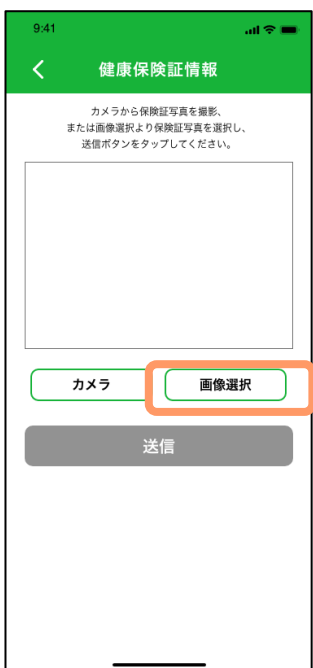 9:41
健康保険証情報
カメラから保険証写真を撮影、
または画像選択より保険証写真を選択し、
送信ボタンをタップしてください。
カメラ
画像選択
送信